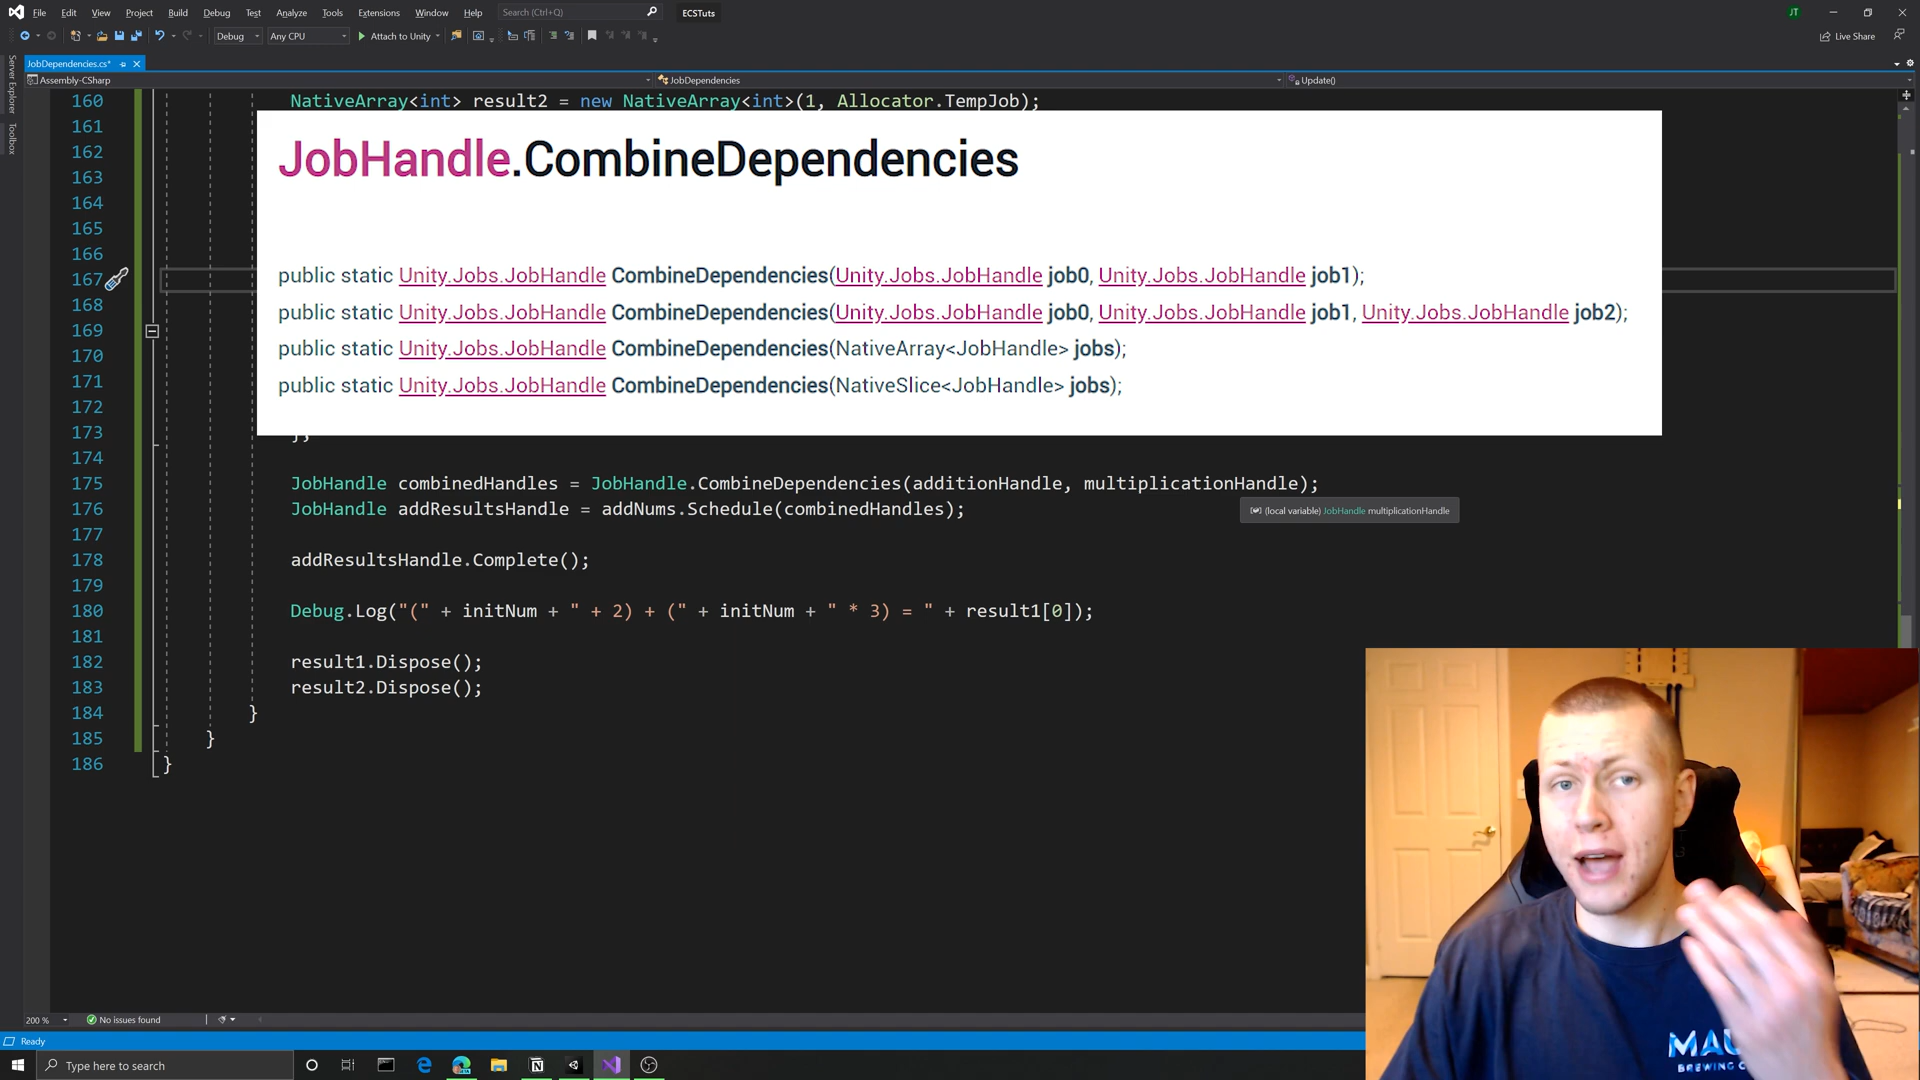 File Edit View Project Build Debug Test Analyze Tools Extensions Window Help Search (Ctrl+Q) ECSTuts JT
Debug Any CPU Attach to Unity Live Share
JobDependencies.cs*
Assembly-CSharp JobDependencies Update()
Server Explorer
Toolbox
160 NativeArray<int> result2 = new NativeArray<int>(1, Allocator.TempJob);
161
162
163
164
165
166
167
168
169
170
171
172
173 };
174
JobHandle.CombineDependencies
public static Unity.Jobs.JobHandle CombineDependencies(Unity.Jobs.JobHandle job0, Unity.Jobs.JobHandle job1);
public static Unity.Jobs.JobHandle CombineDependencies(Unity.Jobs.JobHandle job0, Unity.Jobs.JobHandle job1, Unity.Jobs.JobHandle job2);
public static Unity.Jobs.JobHandle CombineDependencies(NativeArray<JobHandle> jobs);
public static Unity.Jobs.JobHandle CombineDependencies(NativeSlice<JobHandle> jobs);
175 JobHandle combinedHandles = JobHandle.CombineDependencies(additionHandle, multiplicationHandle);
176 JobHandle addResultsHandle = addNums.Schedule(combinedHandles);
(local variable) JobHandle multiplicationHandle
177
178 addResultsHandle.Complete();
179
180 Debug.Log("(" + initNum + " + 2) + (" + initNum + " * 3) = " + result1[0]);
181
182 result1.Dispose();
183 result2.Dispose();
184 }
185 }
186 }
200 % No issues found
Ready
Type here to search
BREWING C